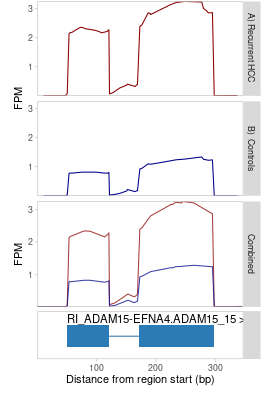 3
2
1
A) Recurrent HCC
FPM
3
2
1
B) Controls
3
2
1
FPM
Combined
RI_ADAM15-EFNA4.ADAM15_15 >
100
200
300
Distance from region start (bp)